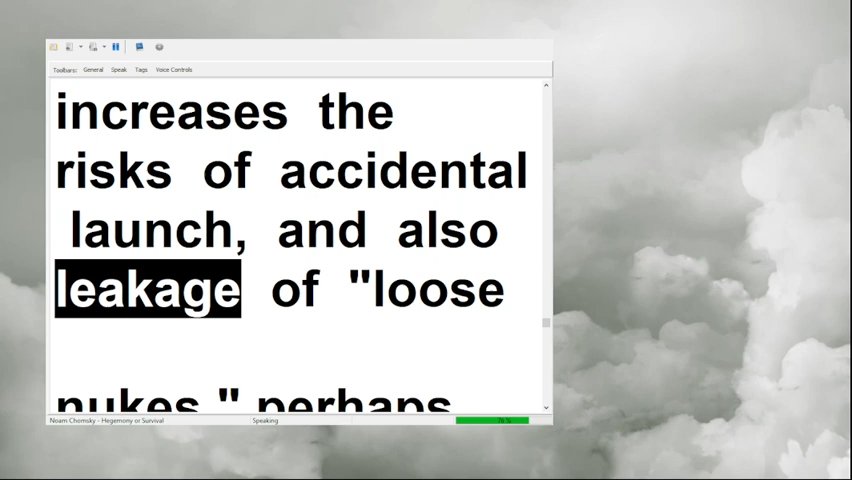 Toolbars: General Speak Tags Voice Controls
increases the
risks of accidental
launch, and also
leakage of "loose
nukes," perhaps
Noam Chomsky - Hegemony or Survival Speaking 76 %